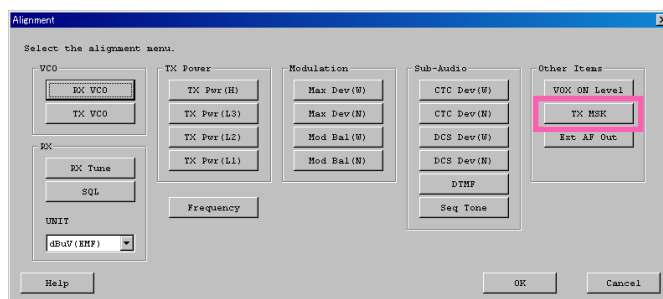 Alignment
Select the alignment menu.
VCO
RX VCO
TX VCO
RX
RX Tune
SQL
UNIT
dBuV(EMF)
TX Power
TX Pwr(H)
TX Pwr(L3)
TX Pwr(L2)
TX Pwr(L1)
Frequency
Modulation
Max Dev(W)
Max Dev(N)
Mod Bal(W)
Mod Bal(N)
Sub-Audio
CTC Dev(W)
CTC Dev(N)
DCS Dev(W)
DCS Dev(N)
DTMF
Seq Tone
Other Items
VOX ON Level
TX MSK
Ext AF Out
Help
OK
Cancel